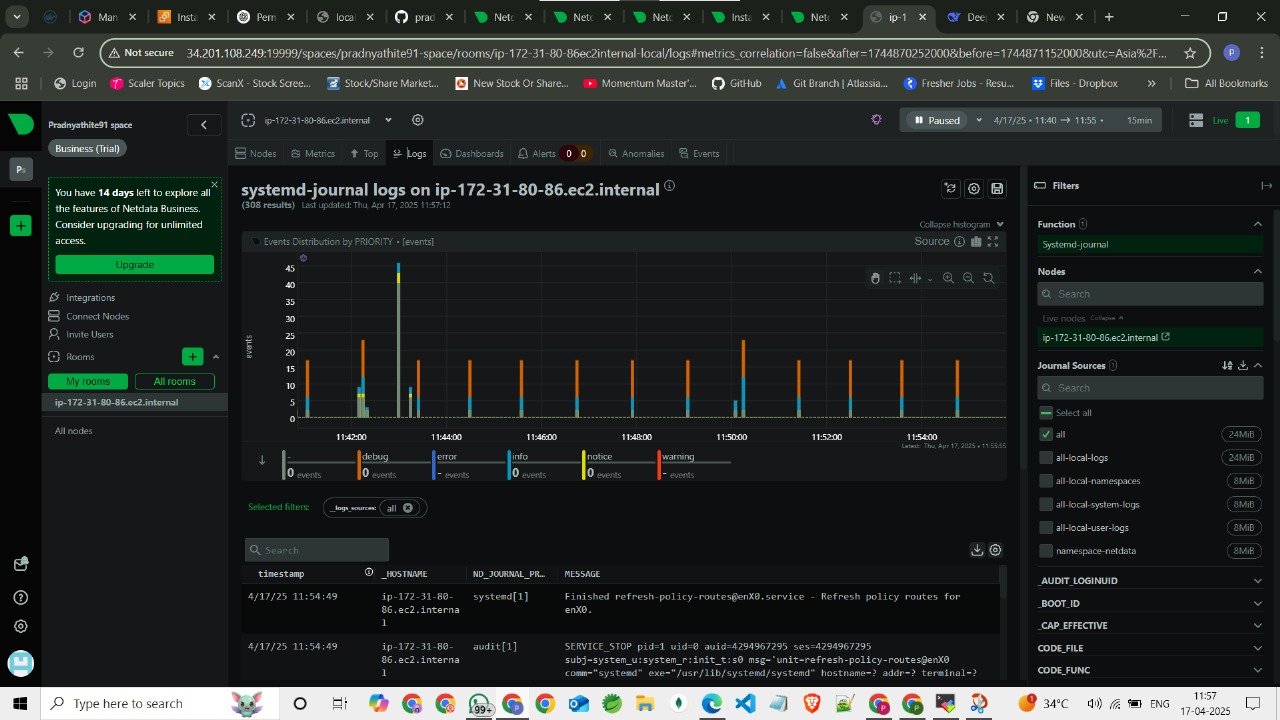 Man
Insta
Pern
local
prad
Netc
Netc
Netc
Insta
Netc
ip-1
Dee
New
Not secure
34.201.108.249:19999/spaces/pradnyathite91-space/rooms/ip-172-31-80-86ec2internal-local/logs#metrics_correlation=false&after=1744870252000&before=1744871152000&utc=Asia%2F...
P
Login
Scaler Topics
ScanX - Stock Scree...
Stock/Share Market...
New Stock Or Share...
Momentum Master'...
GitHub
Git Branch | Atlassia...
Fresher Jobs - Resu...
Files - Dropbox
All Bookmarks
Pradnyathite91 space
Business (Trial)
Ps
You have 14 days left to explore all
the features of Netdata Business.
Consider upgrading for unlimited
access.
Upgrade
Integrations
Connect Nodes
Invite Users
Rooms
My rooms
All rooms
ip-172-31-80-86.ec2.internal
All nodes
ip-172-31-80-86.ec2.internal
Paused
4/17/25 • 11:40 → 11:55 •
15min
Live
1
Nodes
Metrics
Top
Logs
Dashboards
Alerts
0
0
Anomalies
Events
systemd-journal logs on ip-172-31-80-86.ec2.internal
(308 results) Last updated: Thu, Apr 17, 2025 11:57:12
Collapse histogram
Events Distribution by PRIORITY • [events]
Source
events
45
40
35
30
25
20
15
10
5
0
11:42:00
11:44:00
11:46:00
11:48:00
11:50:00
11:52:00
11:54:00
Latest: Thu, Apr 17, 2025 • 11:55:55
debug
error
info
notice
warning
0 events
0 events
- events
0 events
0 events
- events
Selected filters:
_logs_sources:
all
Search
timestamp
_HOSTNAME
ND_JOURNAL_PR...
MESSAGE
4/17/25 11:54:49
ip-172-31-80-
86.ec2.interna
l
systemd[1]
Finished refresh-policy-routes@enX0.service - Refresh policy routes for
enX0.
4/17/25 11:54:49
ip-172-31-80-
86.ec2.interna
l
audit[1]
SERVICE_STOP pid=1 uid=0 auid=4294967295 ses=4294967295
subj=system_u:system_r:init_t:s0 msg='unit=refresh-policy-routes@enX0
comm="systemd" exe="/usr/lib/systemd/systemd" hostname=? addr=? terminal=?
Filters
Function 1
Systemd-journal
Nodes
Search
Live nodes Collapse
ip-172-31-80-86.ec2.internal
Journal Sources 1
Search
Select all
all
24MiB
all-local-logs
24MiB
all-local-namespaces
8MiB
all-local-system-logs
8MiB
all-local-user-logs
8MiB
namespace-netdata
8MiB
_AUDIT_LOGINUID
_BOOT_ID
_CAP_EFFECTIVE
CODE_FILE
CODE_FUNC
Type here to search
99+
34°C
ENG
11:57
17-04-2025